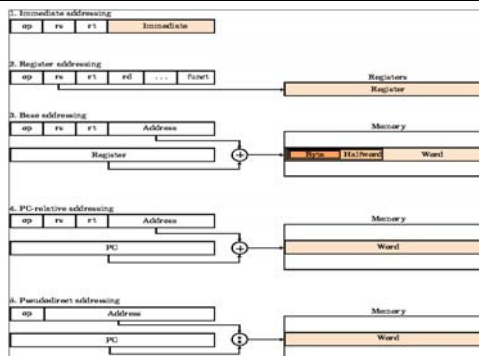 1. Immediate addressing
op rs rt Immediate
2. Register addressing
op rs rt rd ... funct
Registers
Register
3. Base addressing
op rs rt Address
Memory
Register
+
Byte Halfword Word
4. PC-relative addressing
op rs rt Address
Memory
PC
+
Word
5. Pseudodirect addressing
op Address
Memory
PC
:
Word